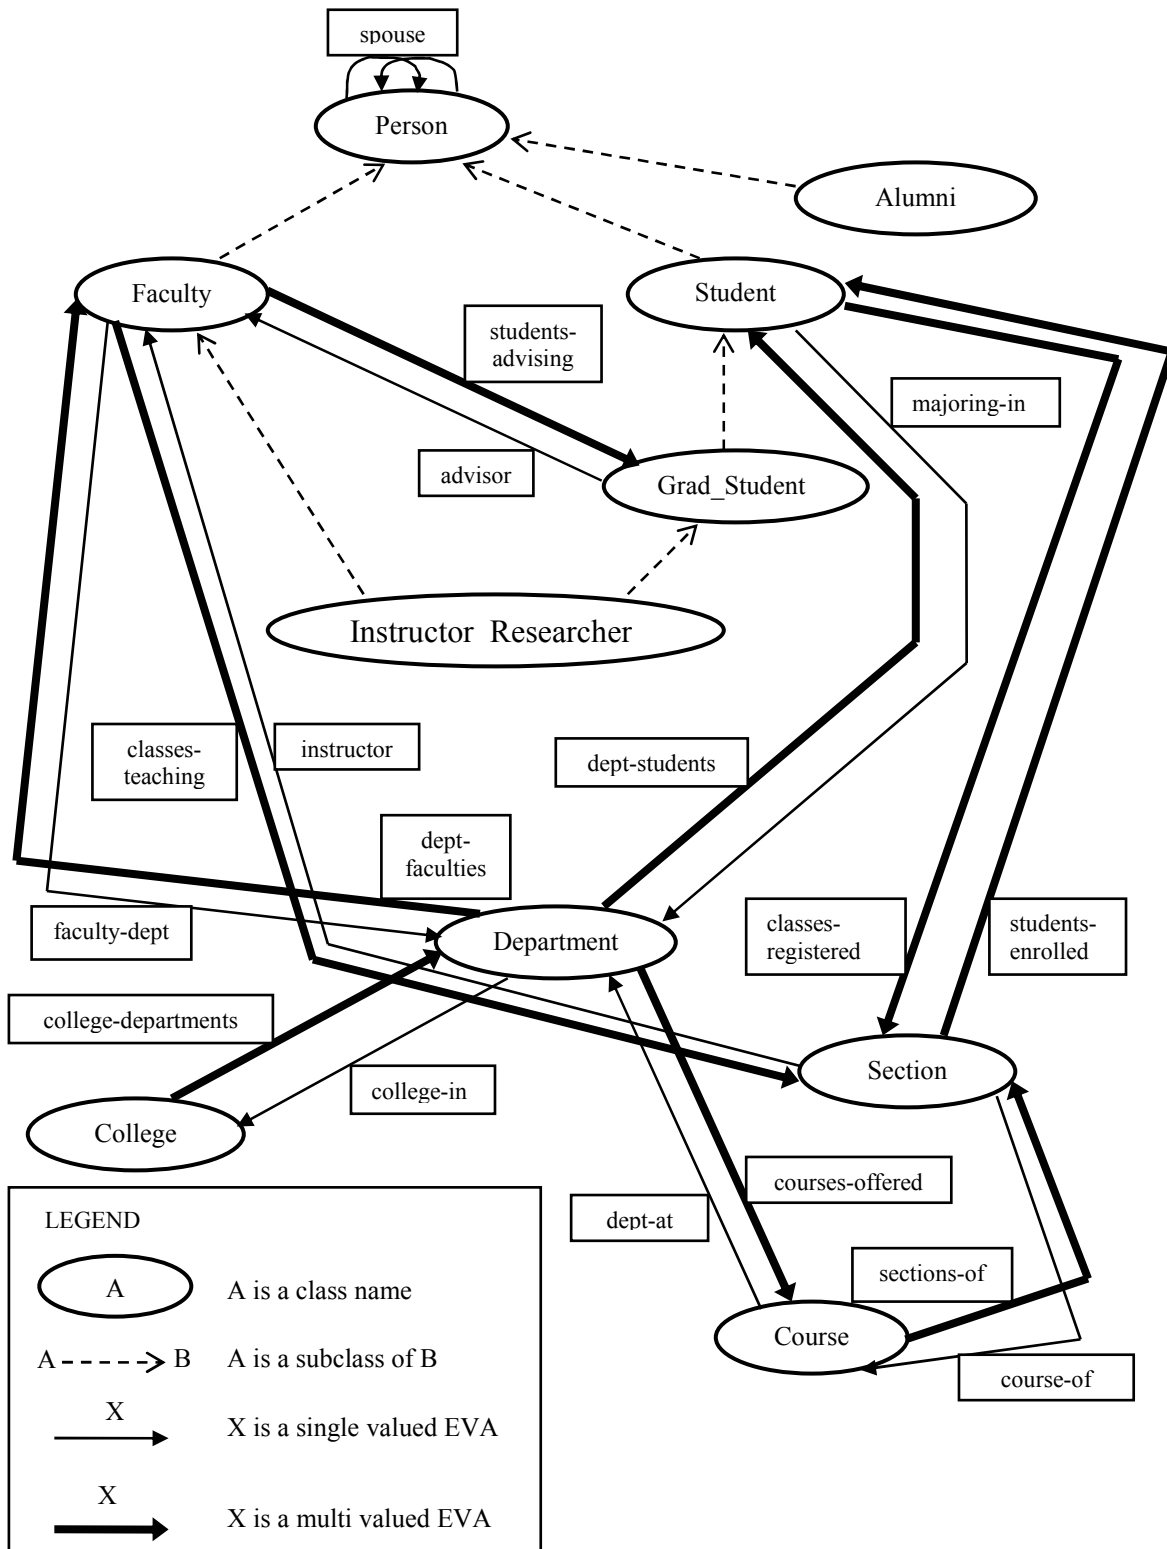 spouse
Person
Alumni
Faculty
Student
students-
advising
majoring-in
advisor
Grad_Student
Instructor Researcher
classes-
teaching
instructor
dept-students
dept-
faculties
faculty-dept
Department
classes-
registered
students-
enrolled
college-departments
college-in
Section
College
courses-offered
dept-at
sections-of
Course
course-of
LEGEND
A
A is a class name
A
B
A is a subclass of B
X
X is a single valued EVA
X
X is a multi valued EVA